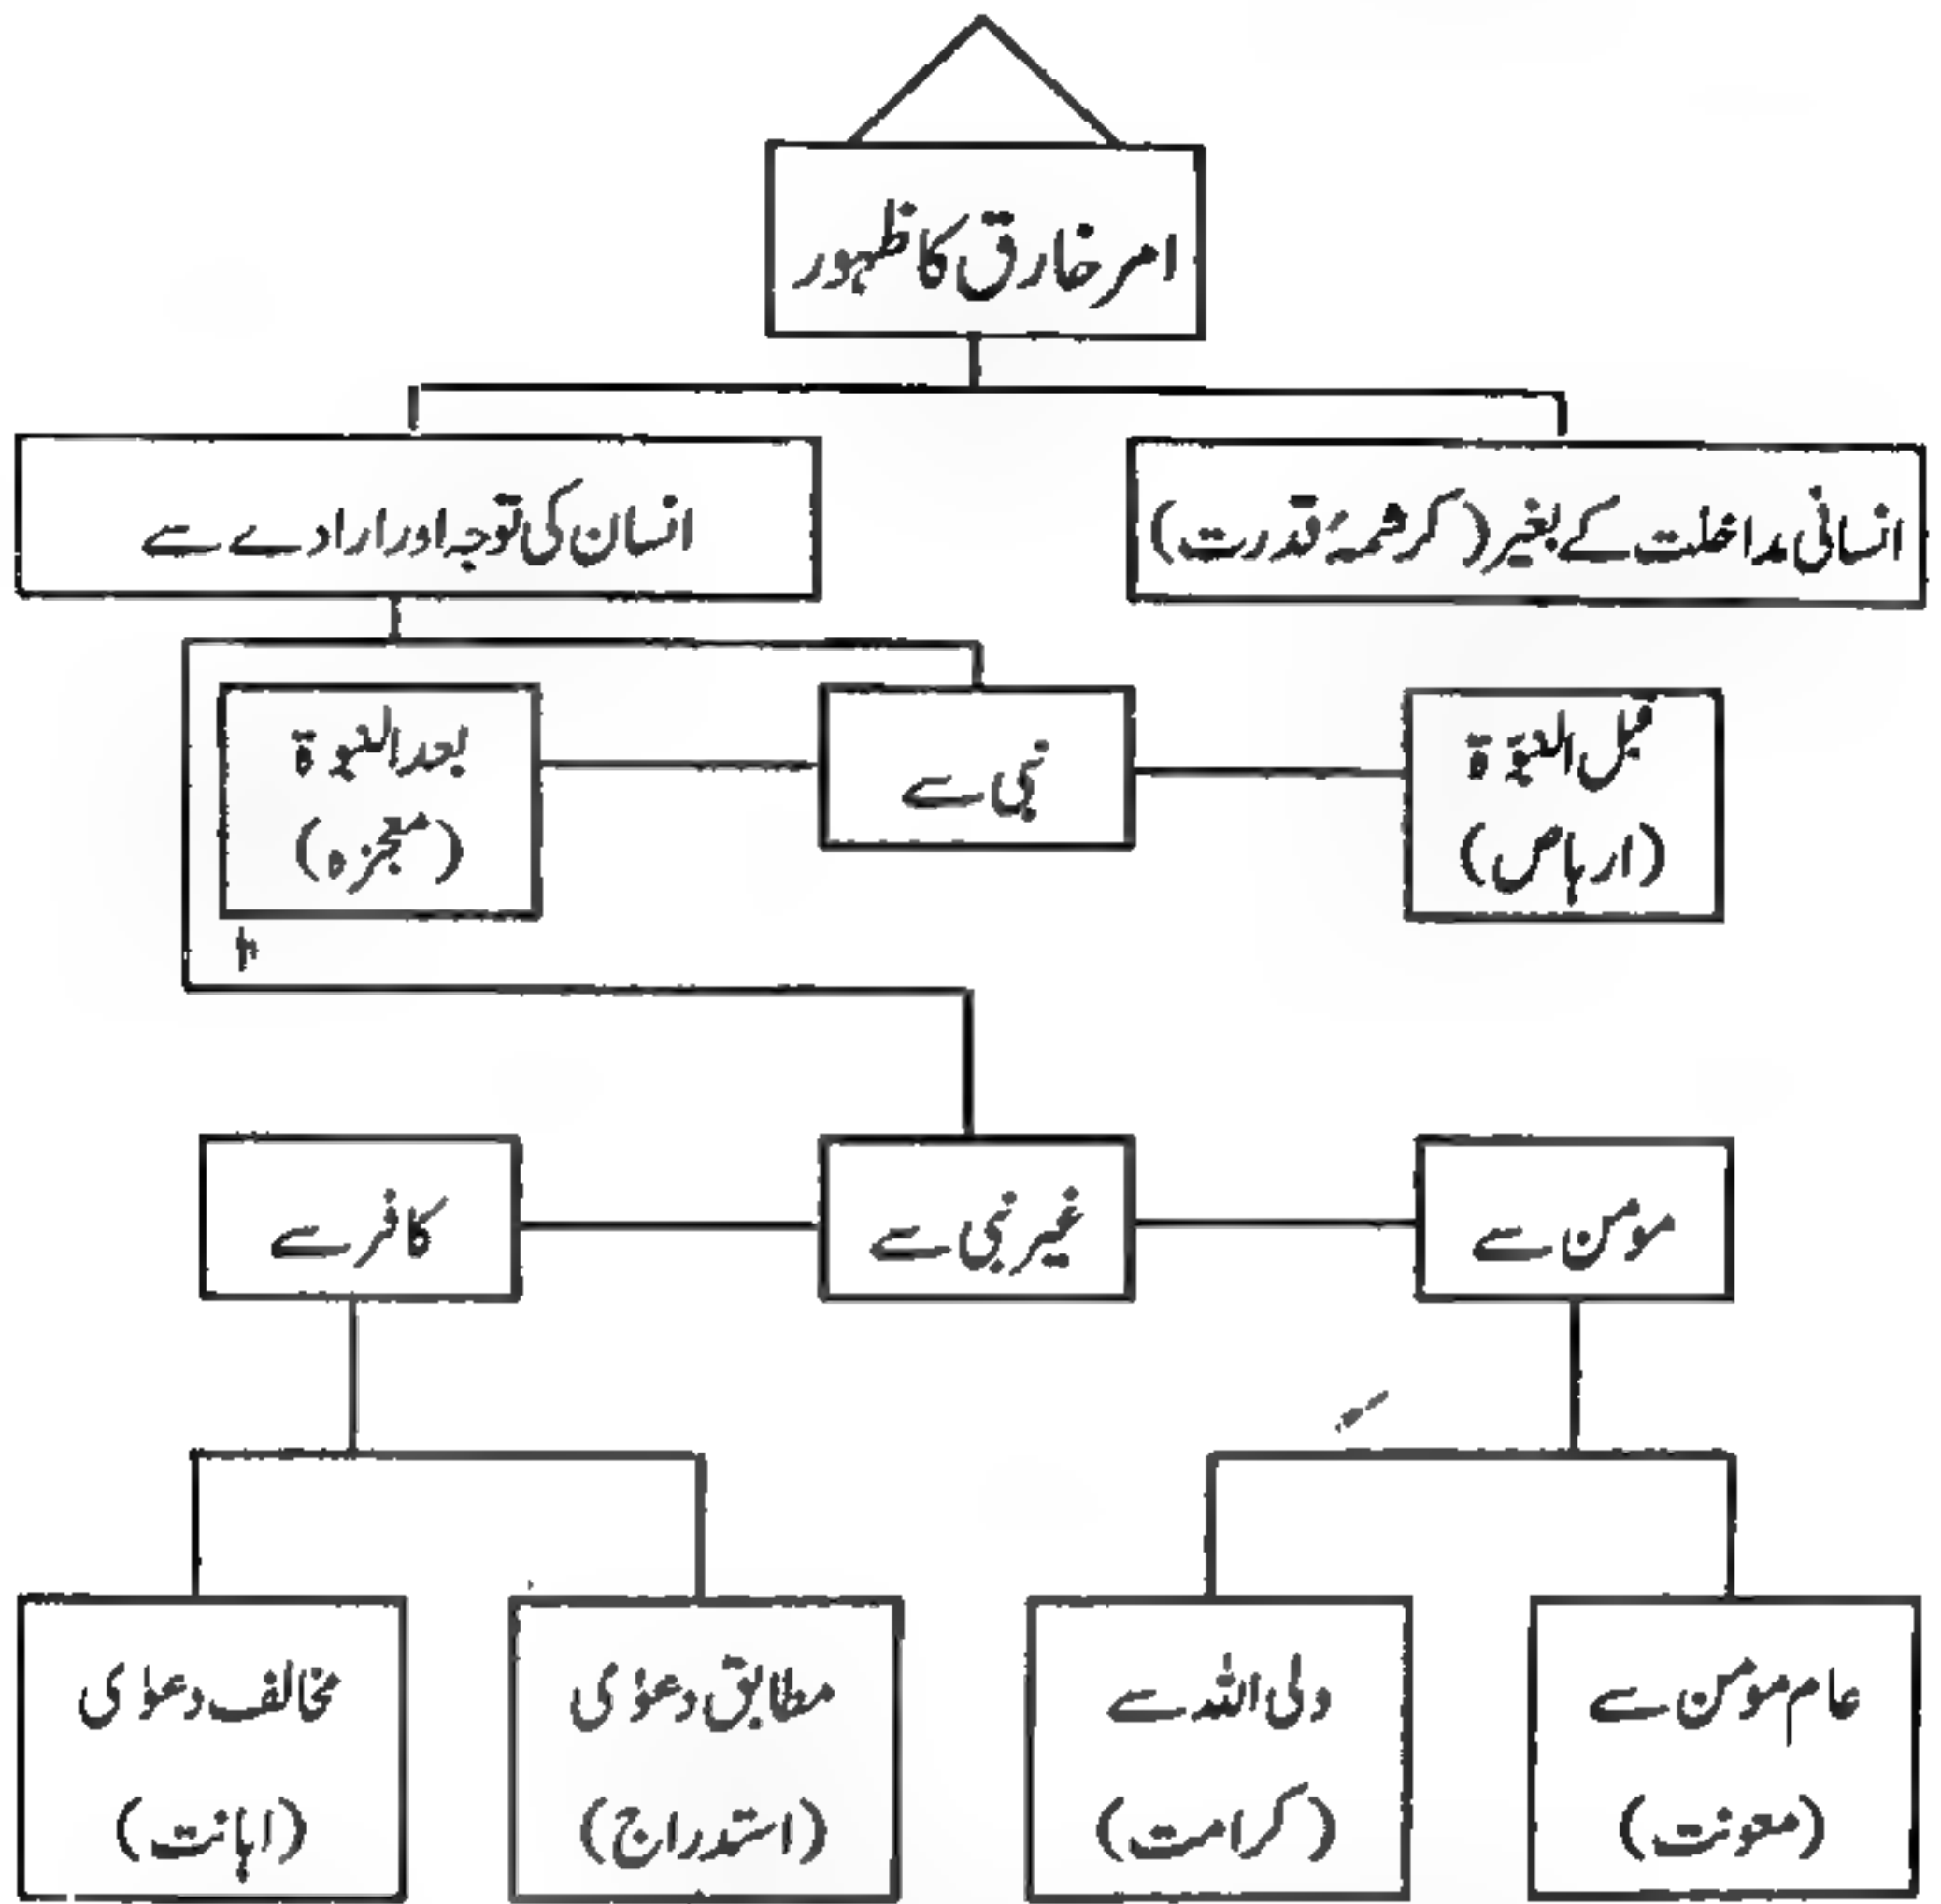 امر خارق کا ظہور
انسانی مداخلت کے بغیر (کرشمۂ قدرت)
انسان کی توجہ اور ارادے سے
قبل النبوّۃ
(ارہاص)
نبی سے
بعد النبوۃ
(معجزہ)
مومن سے
غیر نبی سے
کافر سے
عام مومن سے
(معونت)
ولی اللہ سے
(کرامت)
مطابق دعوٰی
(استدراج)
مخالف دعوٰی
(اہانت)